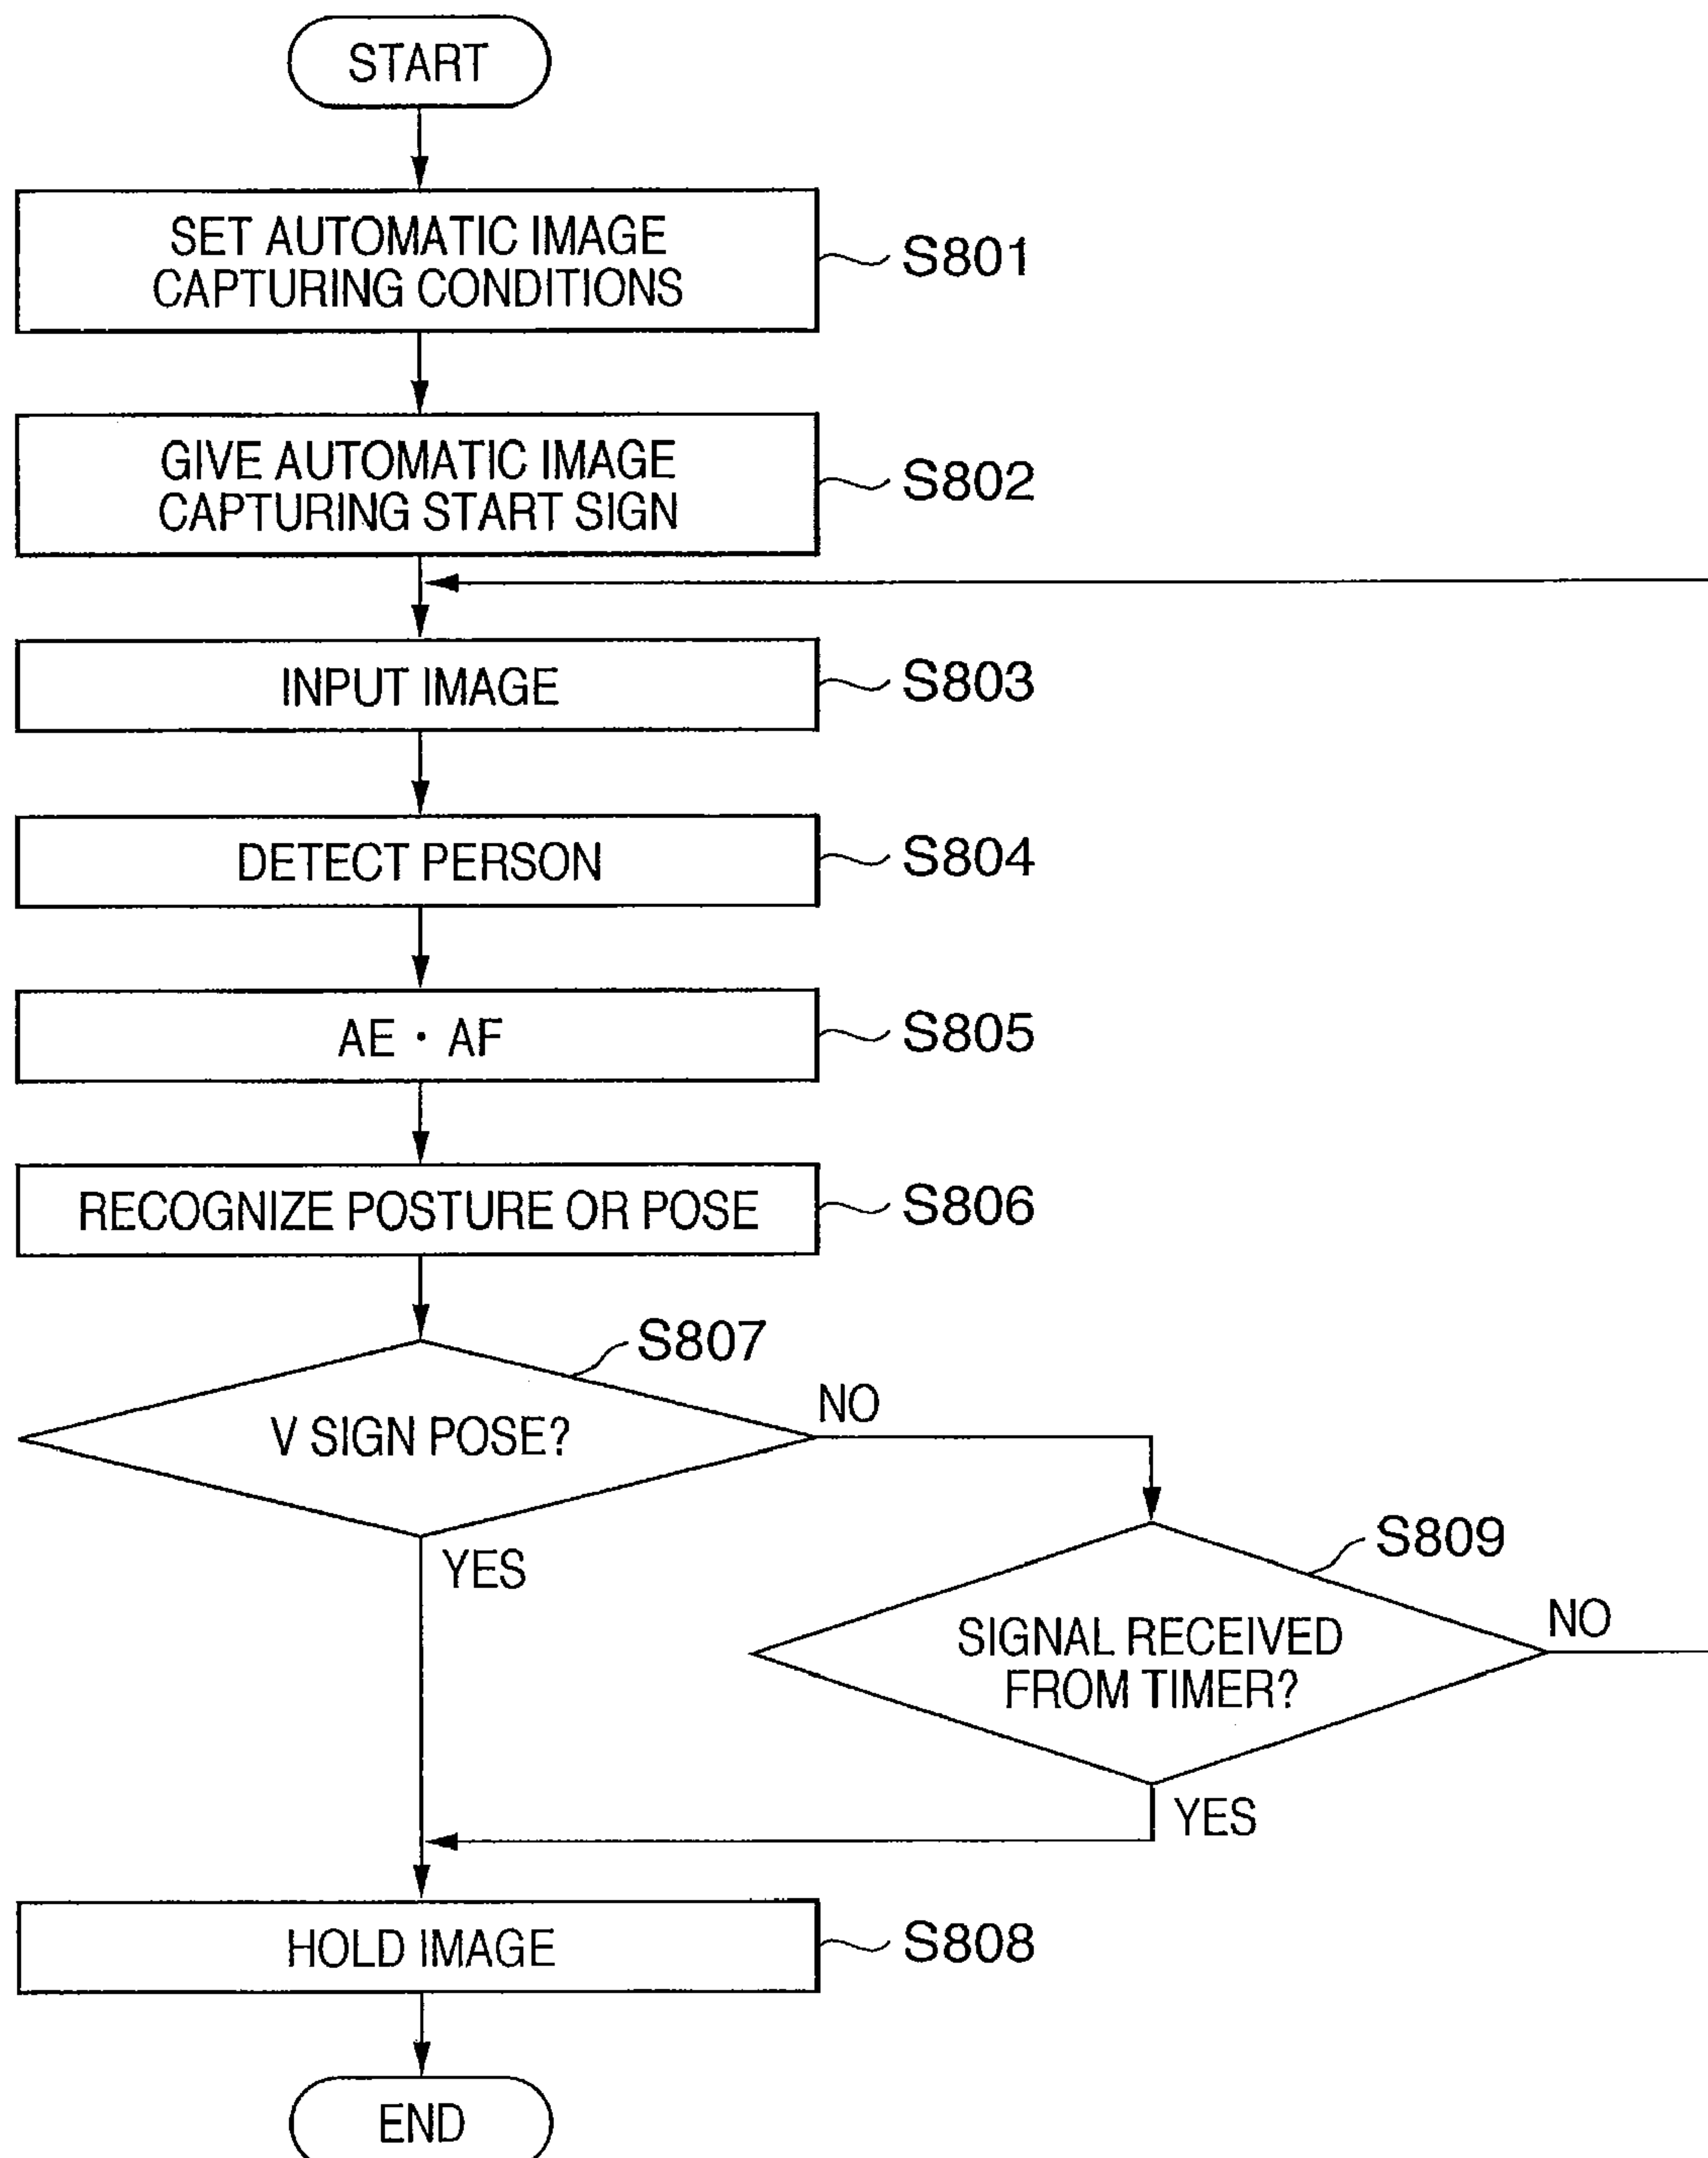 START
SET AUTOMATIC IMAGE
CAPTURING CONDITIONS
S801
GIVE AUTOMATIC IMAGE
CAPTURING START SIGN
S802
INPUT IMAGE
S803
DETECT PERSON
S804
AE · AF
S805
RECOGNIZE POSTURE OR POSE
S806
S807
V SIGN POSE?
NO
YES
S809
SIGNAL RECEIVED
FROM TIMER?
NO
YES
HOLD IMAGE
S808
END